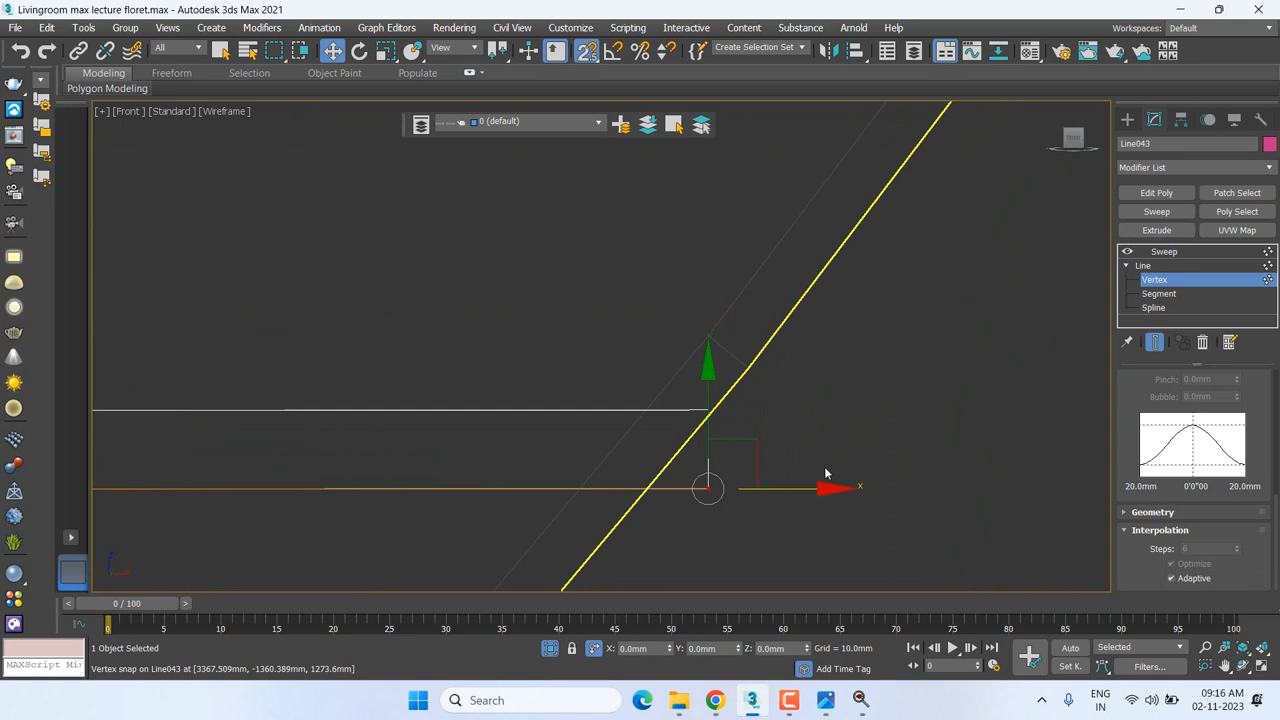 Livingroom max lecture floret.max - Autodesk 3ds Max 2021
File Edit Tools Group Views Create Modifiers Animation Graph Editors Rendering Civil View Customize Scripting Interactive Content Substance Arnold Help Workspaces: Default
All View Create Selection Set
Modeling Freeform Selection Object Paint Populate
Polygon Modeling
[+] [Front] [Standard] [Wireframe]
0 (default)
FRONT
x
Line043
Modifier List
Edit Poly Patch Select
Sweep Poly Select
Extrude UVW Map
Sweep
Line
Vertex
Segment
Spline
Pinch: 0.0mm
Bubble: 0.0mm
20.0mm 0'0"00 20.0mm
Geometry
Interpolation
Steps: 6
Optimize
Adaptive
< 0 / 100 >
0 5 10 15 20 25 30 35 40 45 50 55 60 65 70 75 80 85 90 95 100
1 Object Selected
X: 0.0mm Y: 0.0mm Z: 0.0mm Grid = 10.0mm
Auto Selected
MAXScript Mi
Vertex snap on Line043 at [3367.509mm, -1360.389mm, 1273.6mm]
Add Time Tag
0
Set K. Filters...
Search
ENG
IN
09:16 AM
02-11-2023